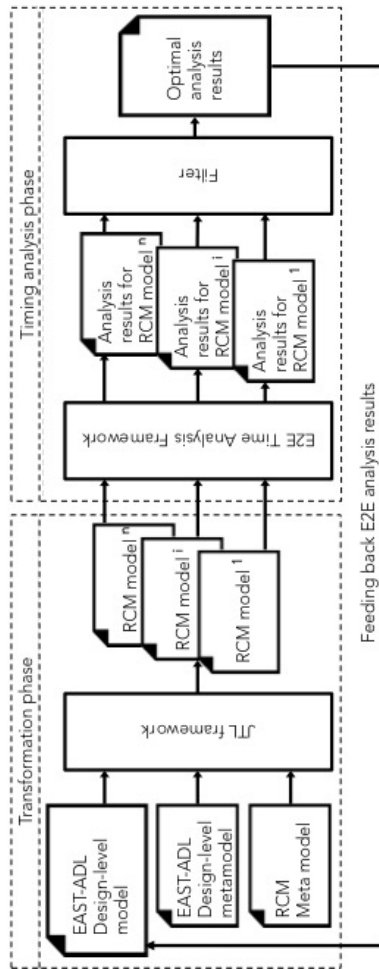 Transformation phase
EAST-ADL
Design-level
model
EAST-ADL
Design-level
metamodel
RCM
Meta model
JTL framework
RCM model n
RCM model i
RCM model 1
Timing analysis phase
E2E Time Analysis Framework
Analysis
results for
RCM model n
Analysis
results for
RCM model i
Analysis
results for
RCM model 1
Filter
Optimal
analysis
results
Feeding back E2E analysis results